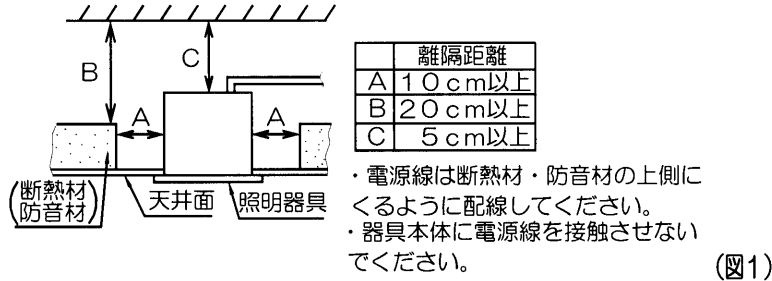 B
C
A
A
(断熱材
防音材)
天井面
照明器具
離隔距離
A 10cm以上
B 20cm以上
C 5cm以上
・電源線は断熱材・防音材の上側に
くるように配線してください。
・器具本体に電源線を接触させない
でください。
(図1)